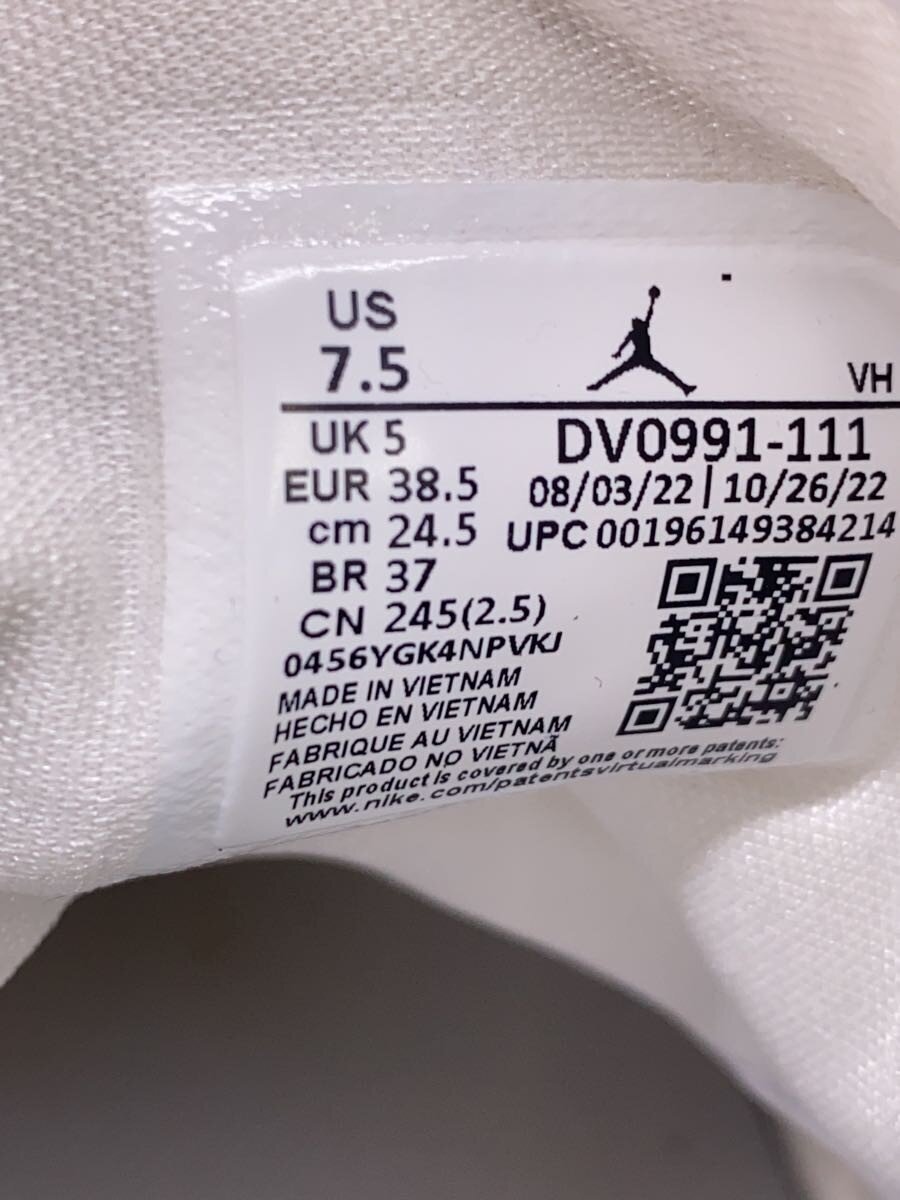 US
7.5
VH
UK 5
DV0991-111
EUR 38.5
08/03/22 | 10/26/22
cm 24.5
UPC 00196149384214
BR 37
CN 245(2.5)
0456YGK4NPVKJ
MADE IN VIETNAM
HECHO EN VIETNAM
FABRIQUE AU VIETNAM
FABRICADO NO VIETNÃ
This product is covered by one or more patents:
www.nike.com/patentsvirtualmarking